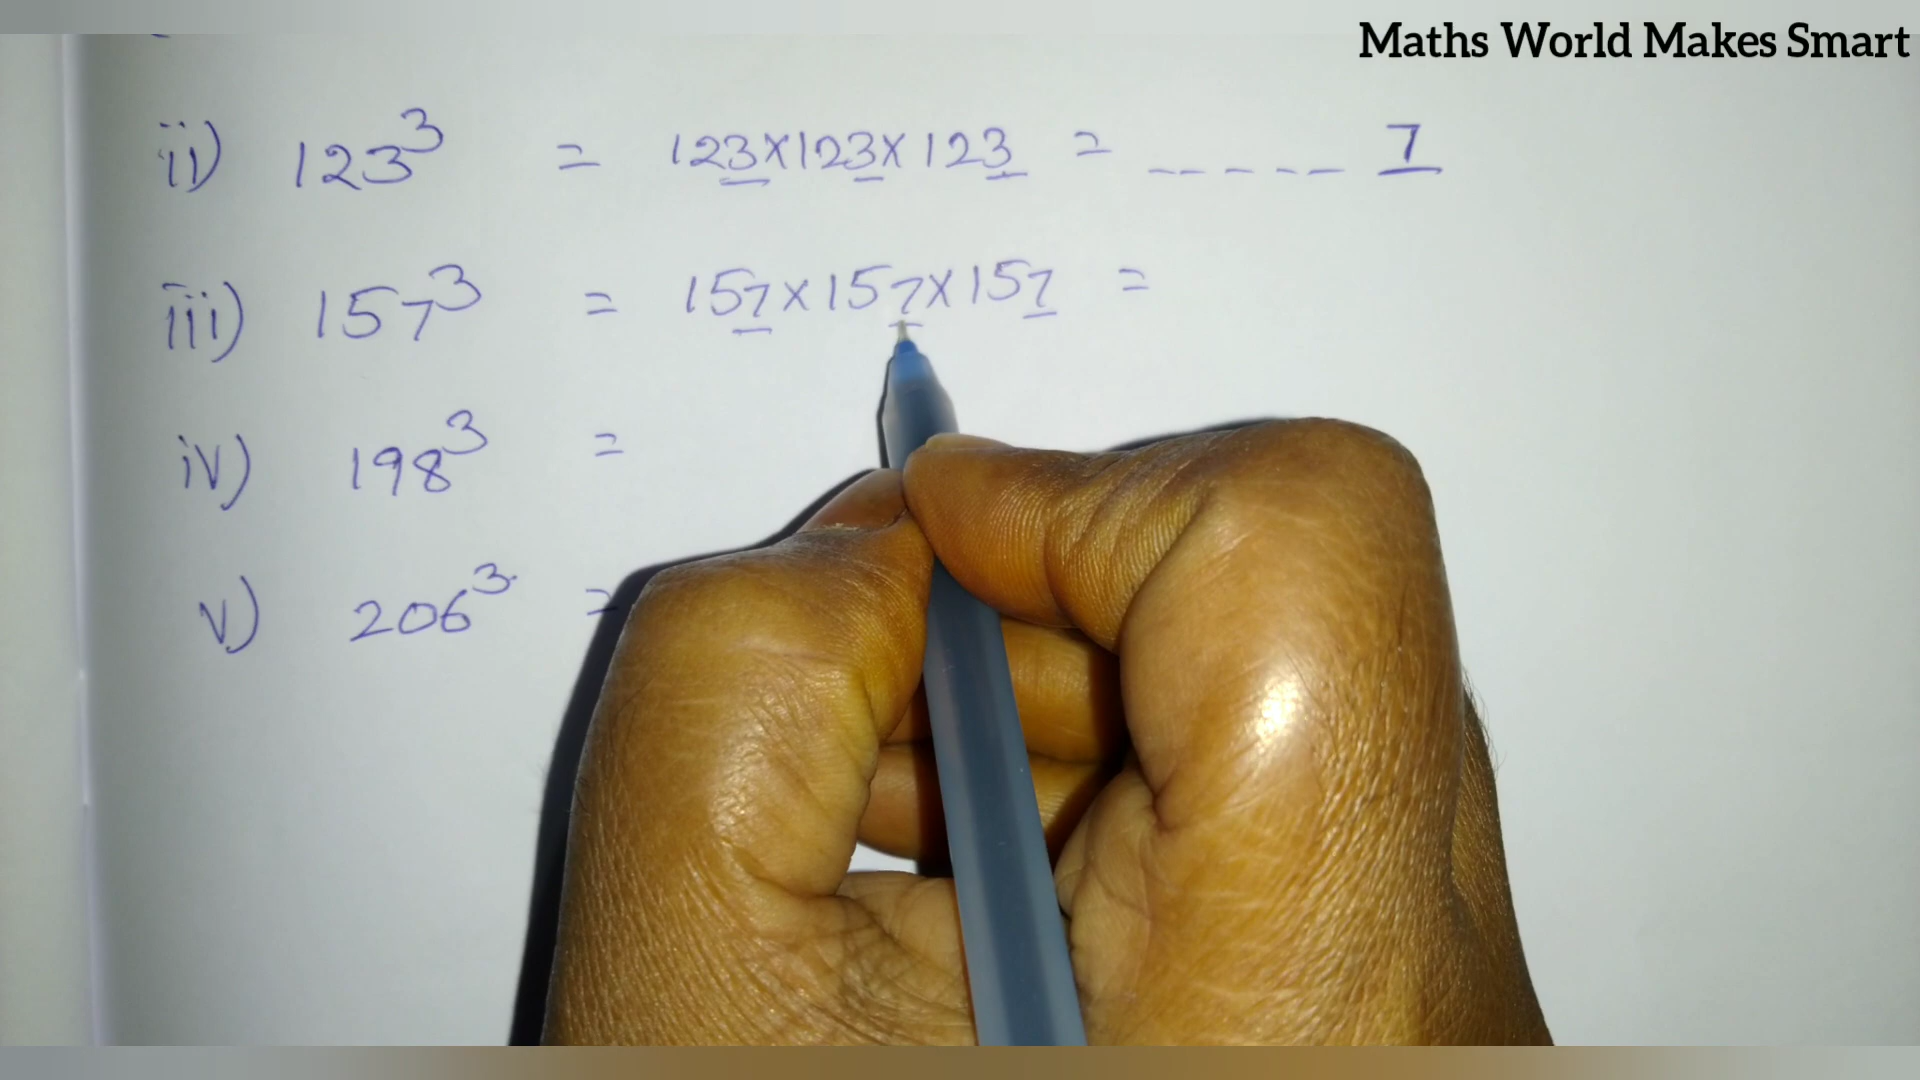 Maths World Makes Smart
ii) 123³ = 123×123×123 = _ _ _ _ _ 7
iii) 157³ = 157×157×157 =
iv) 198³ =
v) 206³ =